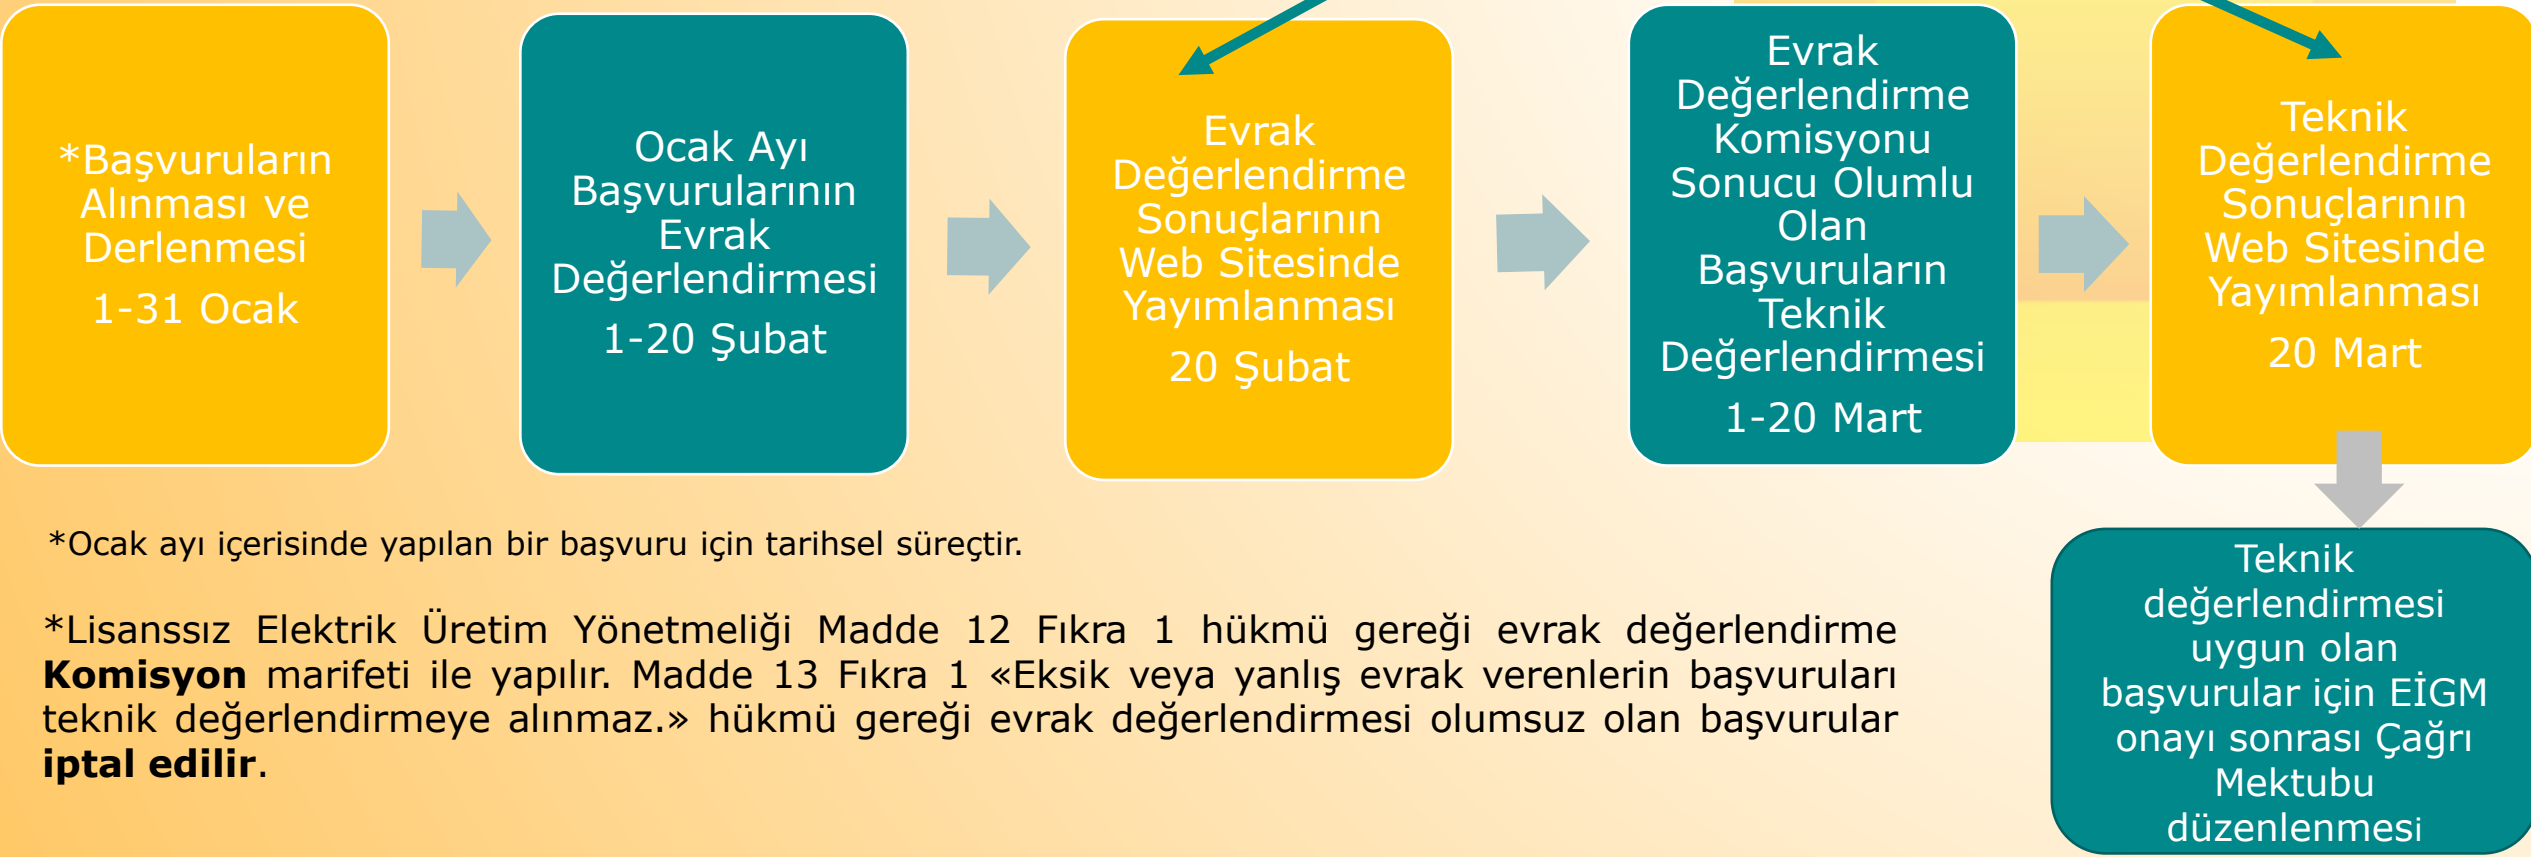 *Başvuruların
Alınması ve
Derlenmesi
1-31 Ocak
Ocak Ayı
Başvurularının
Evrak
Değerlendirmesi
1-20 Şubat
Evrak
Değerlendirme
Sonuçlarının
Web Sitesinde
Yayımlanması
20 Şubat
Evrak
Değerlendirme
Komisyonu
Sonucu Olumlu
Olan
Başvuruların
Teknik
Değerlendirmesi
1-20 Mart
Teknik
Değerlendirme
Sonuçlarının
Web Sitesinde
Yayımlanması
20 Mart
Teknik
değerlendirmesi
uygun olan
başvurular için EİGM
onayı sonrası Çağrı
Mektubu
düzenlenmesi
*Ocak ayı içerisinde yapılan bir başvuru için tarihsel süreçtir.
*Lisanssız Elektrik Üretim Yönetmeliği Madde 12 Fıkra 1 hükmü gereği evrak değerlendirme
Komisyon marifeti ile yapılır. Madde 13 Fıkra 1 «Eksik veya yanlış evrak verenlerin başvuruları
teknik değerlendirmeye alınmaz.» hükmü gereği evrak değerlendirmesi olumsuz olan başvurular
iptal edilir.